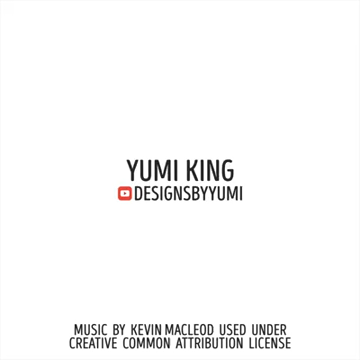 YUMI KING
DESIGNSBYYUMI
MUSIC BY KEVIN MACLEOD USED UNDER
CREATIVE COMMON ATTRIBUTION LICENSE